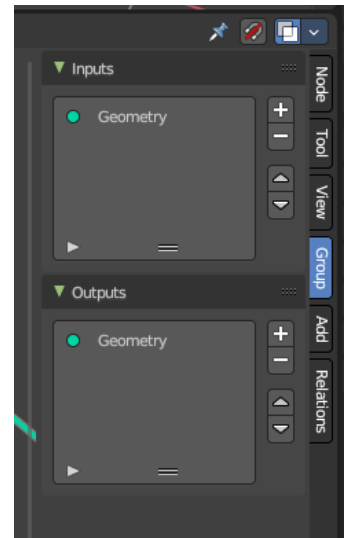 Inputs
Geometry
Outputs
Geometry
Node
Tool
View
Group
Add
Relations